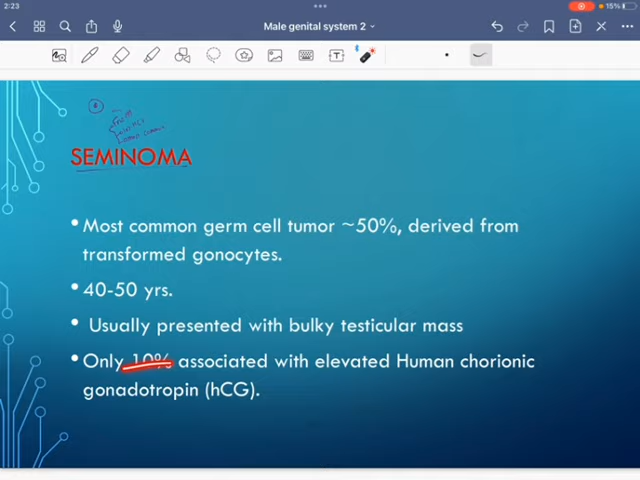 2:23
15%
Male genital system 2
SEMINOMA
• Most common germ cell tumor ~50%, derived from
transformed gonocytes.
• 40-50 yrs.
• Usually presented with bulky testicular mass
• Only 10% associated with elevated Human chorionic
gonadotropin (hCG).